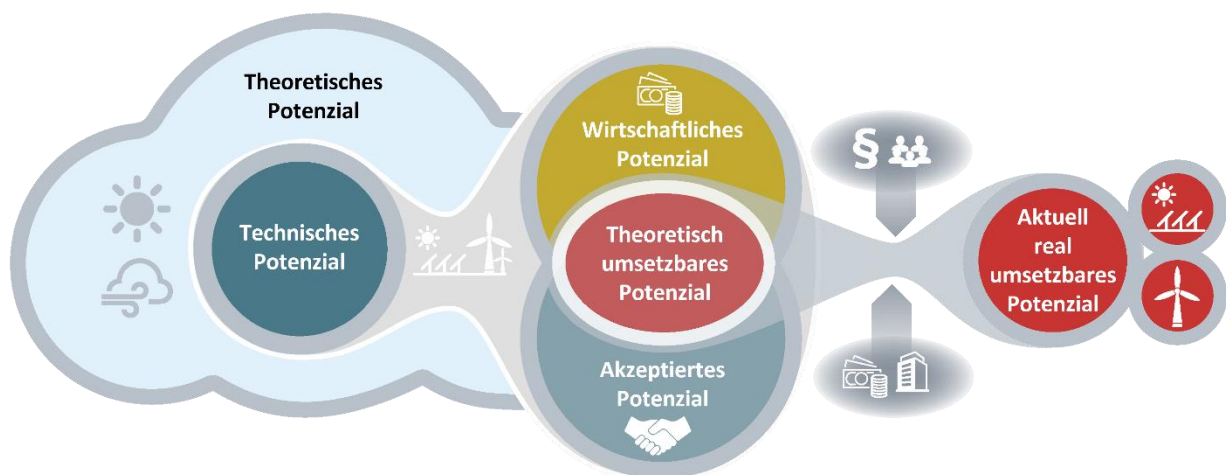 Theoretisches
Potenzial
Technisches
Potenzial
Wirtschaftliches
Potenzial
Theoretisch
umsetzbares
Potenzial
Akzeptiertes
Potenzial
§
Aktuell
real
umsetzbares
Potenzial